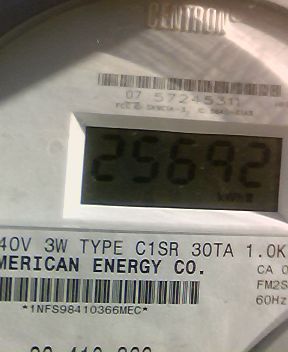 CENTRON
07 57245311
25692
40V 3W TYPE C1SR 30TA 1.0K
MERICAN ENERGY CO.
CA 0
FM2S
60Hz
*1NFS98410366MEC*